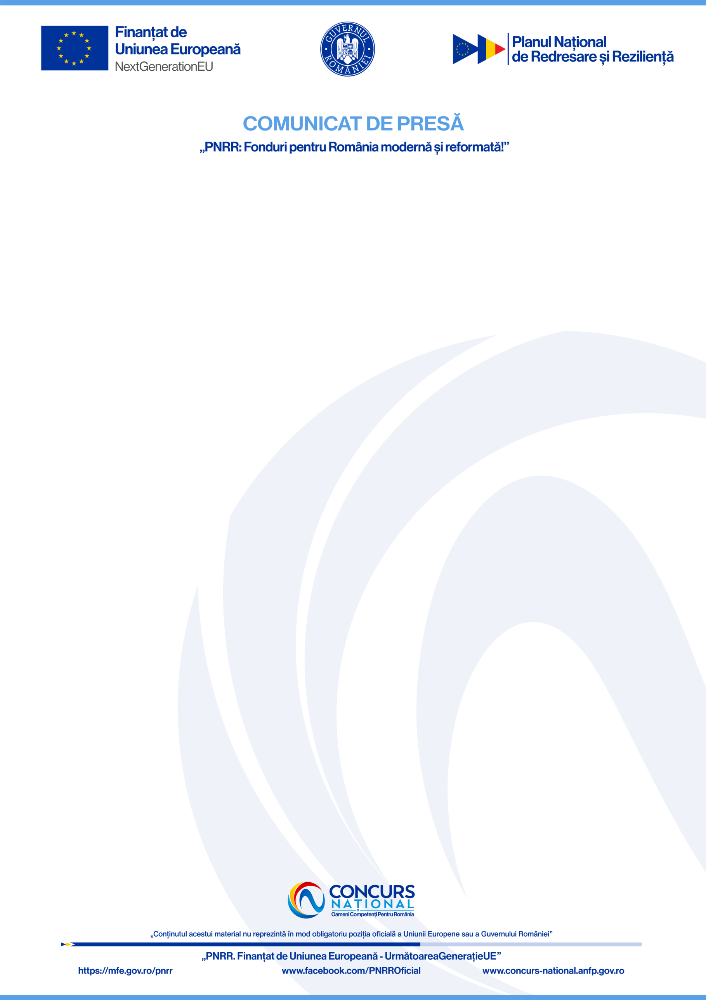 Finanțat de
Uniunea Europeană
NextGenerationEU
GUVERNUL ROMÂNIEI
Planul Național
de Redresare și Reziliență
COMUNICAT DE PRESĂ
„PNRR: Fonduri pentru România modernă și reformată!”
CONCURS
NAȚIONAL
Oameni Competenți Pentru România
„Conținutul acestui material nu reprezintă în mod obligatoriu poziția oficială a Uniunii Europene sau a Guvernului României”
„PNRR. Finanțat de Uniunea Europeană - UrmătoareaGenerațieUE”
https://mfe.gov.ro/pnrr www.facebook.com/PNRROficial www.concurs-national.anfp.gov.ro